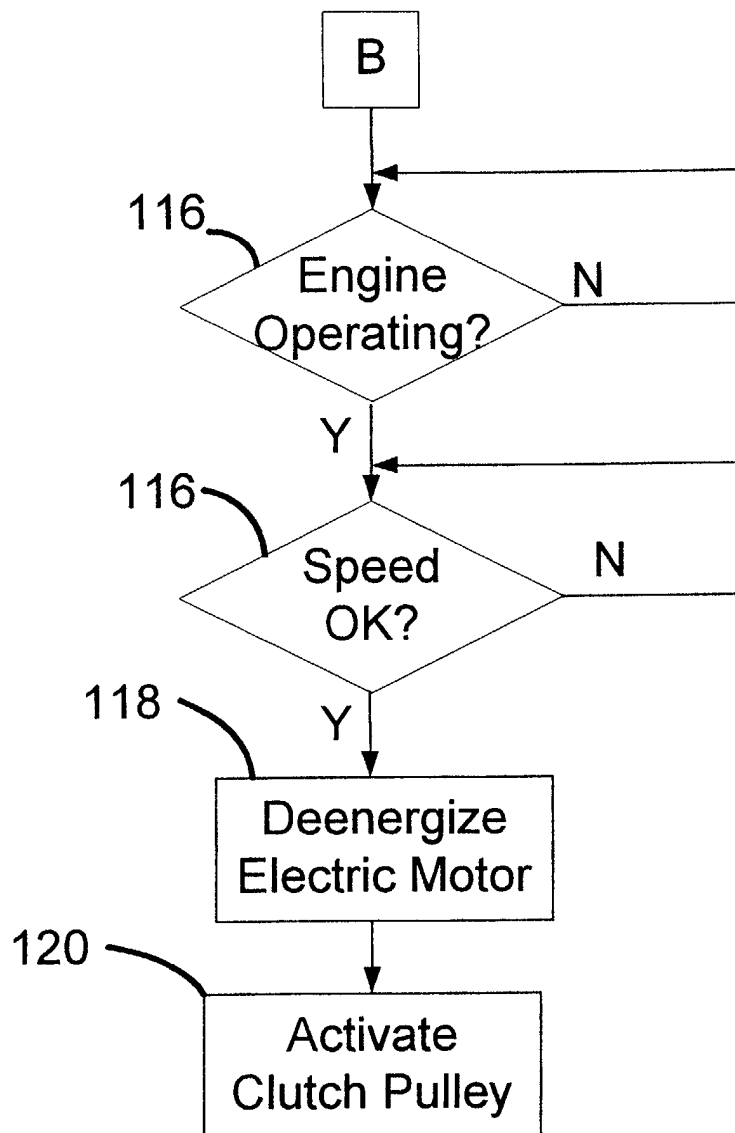 B
116
Engine
Operating?
N
Y
116
Speed
OK?
N
Y
118
Deenergize
Electric Motor
120
Activate
Clutch Pulley